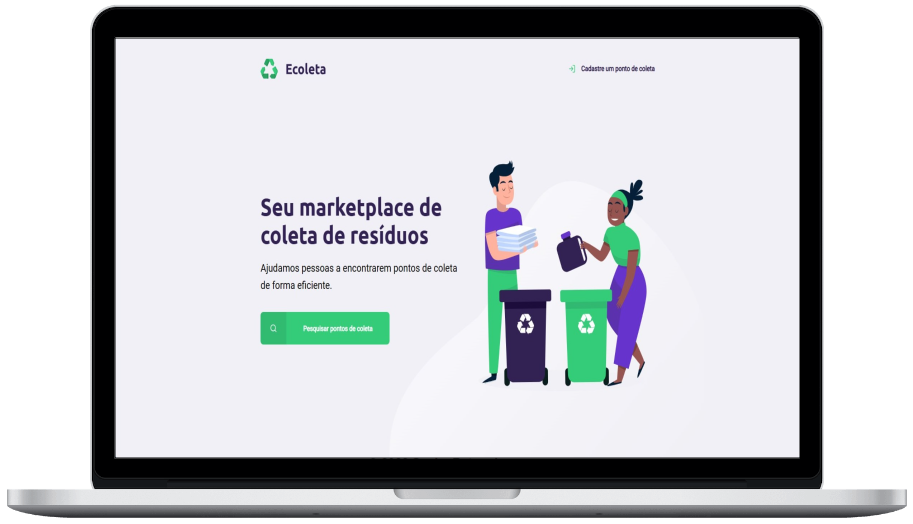 Ecoleta
Cadastre um ponto de coleta
Seu marketplace de
coleta de resíduos
Ajudamos pessoas a encontrarem pontos de coleta
de forma eficiente.
Pesquisar pontos de coleta